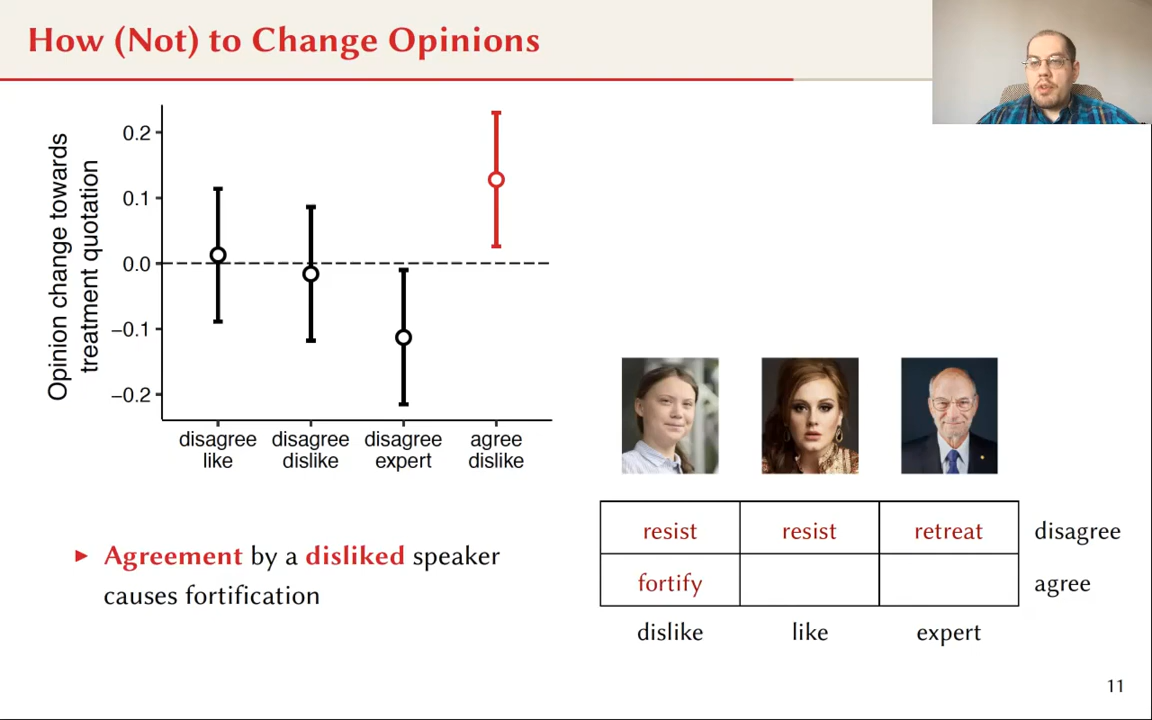 How (Not) to Change Opinions
Opinion change towards
treatment quotation
0.2
0.1
0.0
−0.1
−0.2
disagree like
disagree dislike
disagree expert
agree dislike
▶ Agreement by a disliked speaker
causes fortification
resist resist retreat disagree
fortify agree
dislike like expert
11